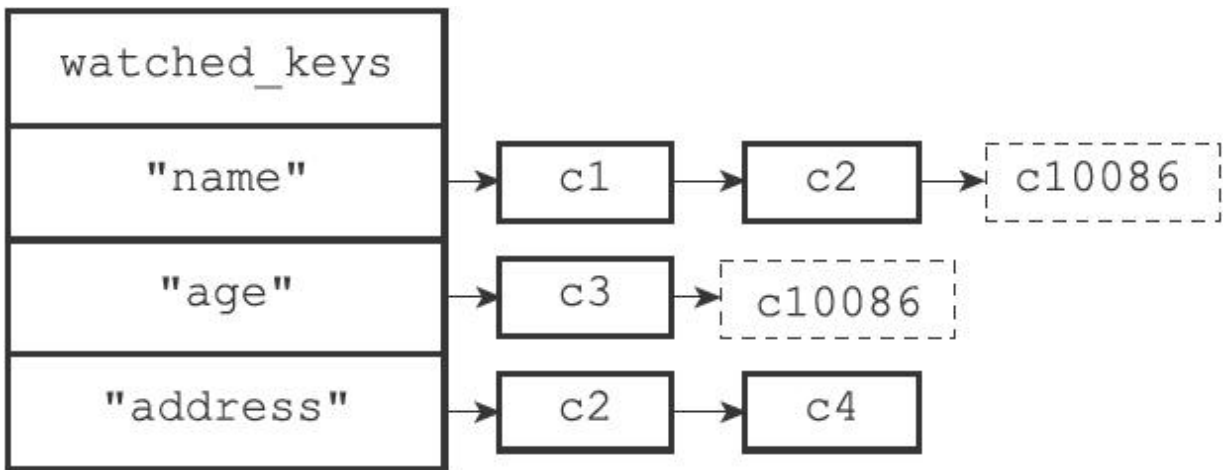 watched_keys
"name" c1 c2 c10086
"age" c3 c10086
"address" c2 c4